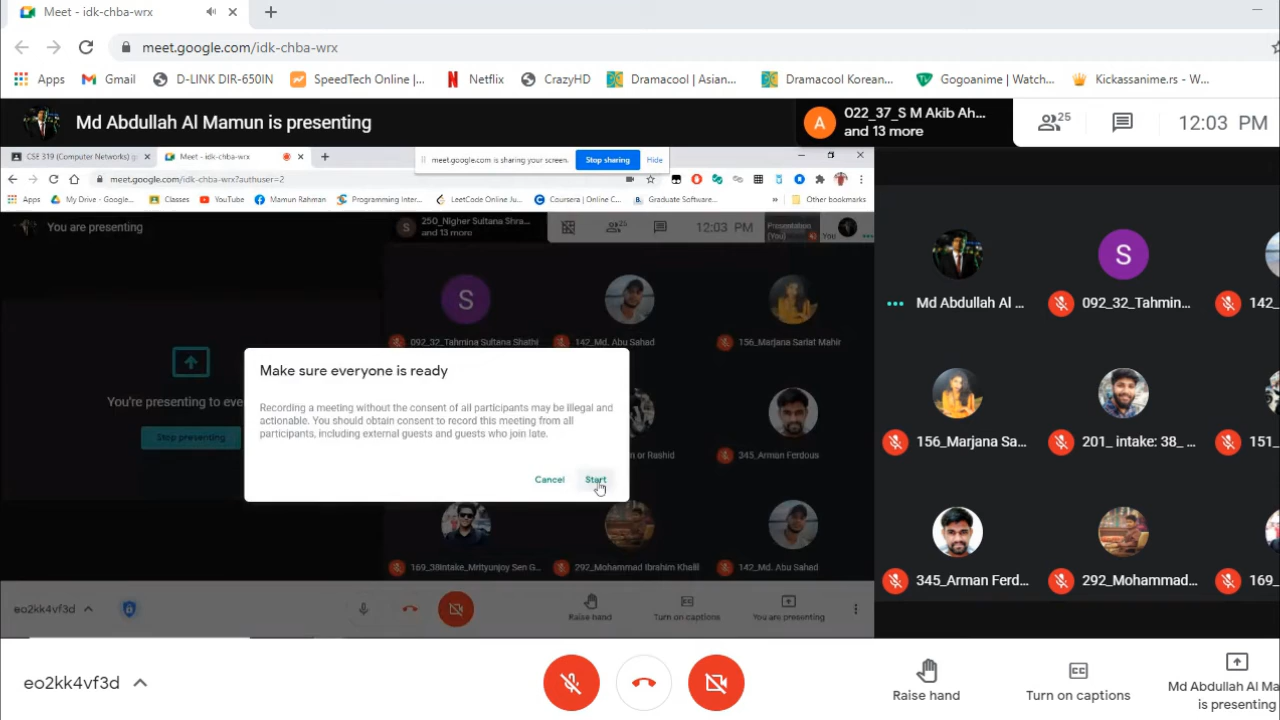 Meet - idk-chba-wrx
meet.google.com/idk-chba-wrx
Apps Gmail D-LINK DIR-650IN SpeedTech Online |... Netflix CrazyHD Dramacool | Asian... Dramacool Korean... Gogoanime | Watch... Kickassanime.rs - W...
Md Abdullah Al Mamun is presenting
A 022_37_S M Akib Ah...
and 13 more
25
12:03 PM
CSE 319 (Computer Networks) Meet - idk-chba-wrx
meet.google.com is sharing your screen. Stop sharing Hide
meet.google.com/idk-chba-wrx?authuser=2
Apps My Drive - Google... Classes YouTube Mamun Rahman Programming Inter... LeetCode Online Ju... Coursera | Online C... Graduate Software... » Other bookmarks
You are presenting
S 250_Nigher Sultana Shra...
and 13 more
25
12:03 PM
Presentation
(You)
You
S
092_32_Tahmina Sultana Shathi 142_Md. Abu Sahad 156_Marjana Sariat Mahir
You're presenting to eve
Stop presenting
Make sure everyone is ready
Recording a meeting without the consent of all participants may be illegal and
actionable. You should obtain consent to record this meeting from all
participants, including external guests and guests who join late.
Cancel Start
or Rashid 345_Arman Ferdous
169_38Intake_Mrityunjoy Sen G... 292_Mohammad Ibrahim Khalil 142_Md. Abu Sahad
eo2kk4vf3d Raise hand Turn on captions You are presenting
S
Md Abdullah Al ... 092_32_Tahmin... 142_
156_Marjana Sa... 201_ intake: 38_ ... 151_
345_Arman Ferd... 292_Mohammad... 169_
eo2kk4vf3d
Raise hand
Turn on captions
Md Abdullah Al Ma
is presenting